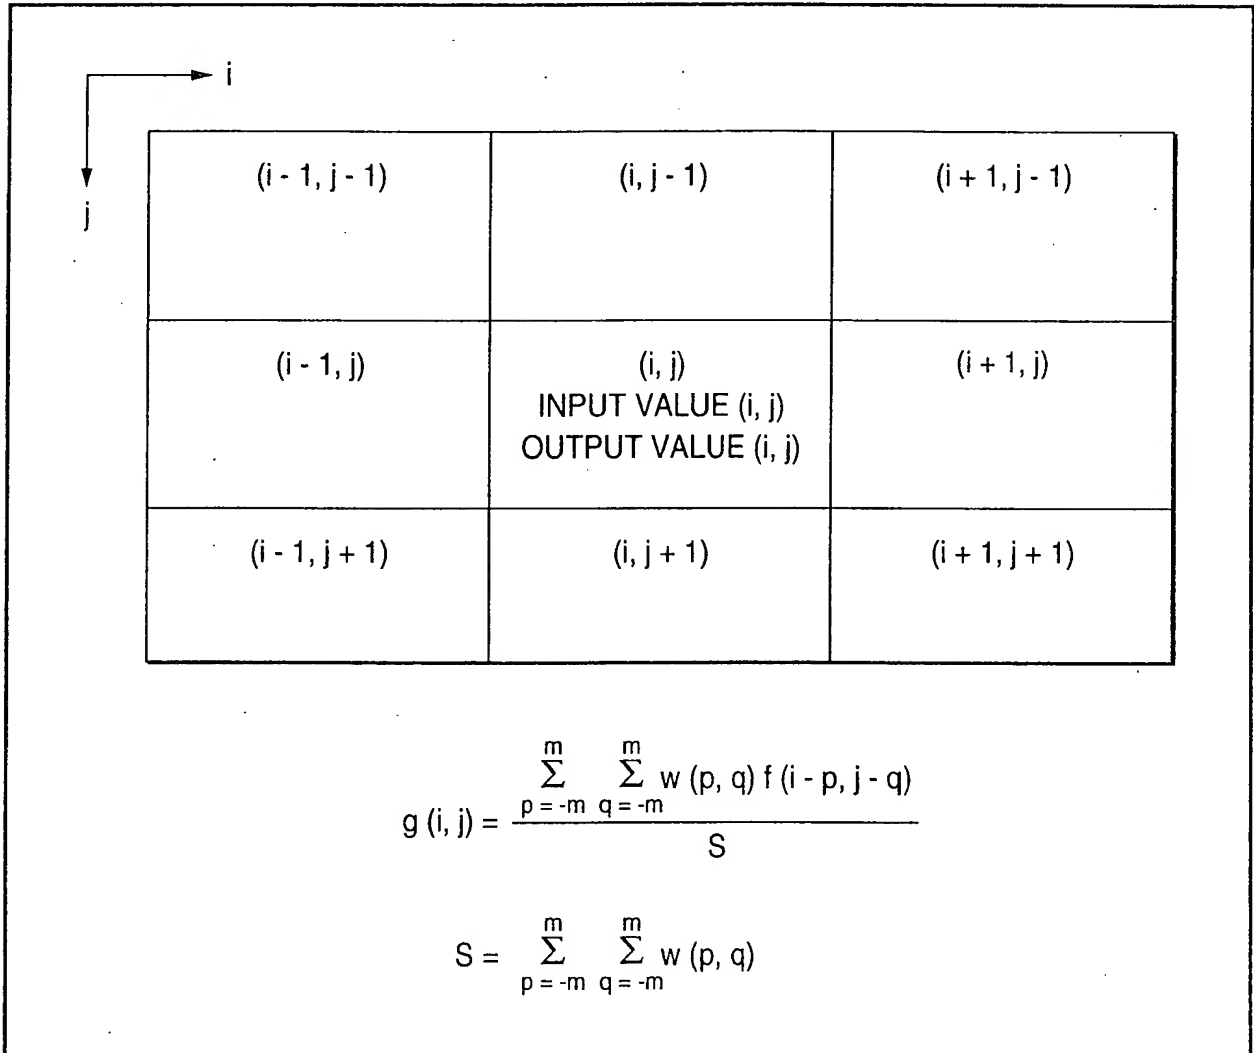 i
j
(i - 1, j - 1) (i, j - 1) (i + 1, j - 1)
(i - 1, j) (i, j) (i + 1, j)
INPUT VALUE (i, j)
OUTPUT VALUE (i, j)
(i - 1, j + 1) (i, j + 1) (i + 1, j + 1)
g (i, j) = m Σ p = -m m Σ q = -m w (p, q) f (i - p, j - q)
S
S = m Σ p = -m m Σ q = -m w (p, q)